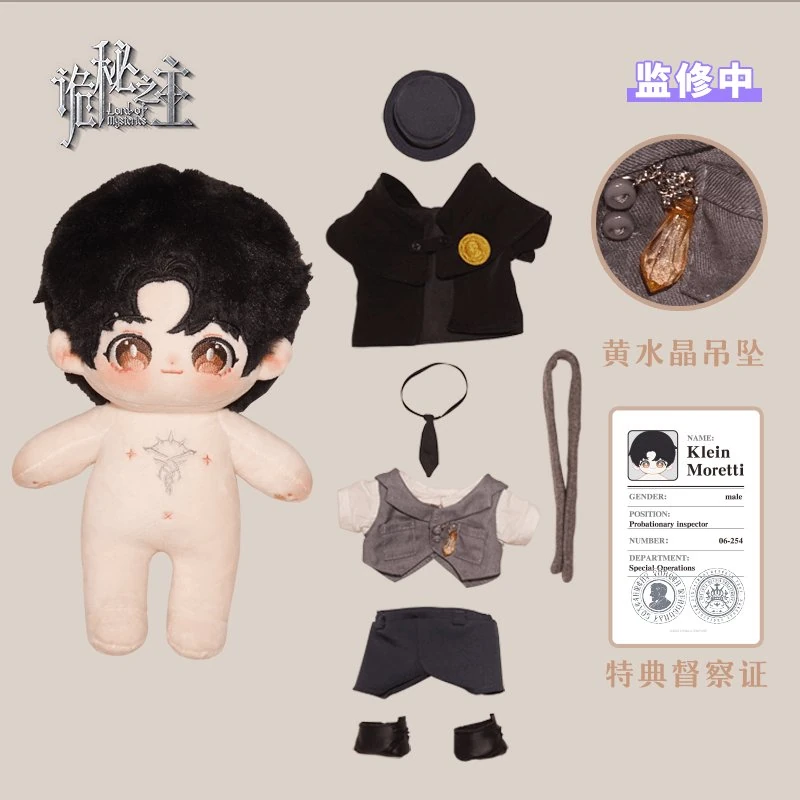 诡秘之主
Lord of
Mysteries
监修中
黄水晶吊坠
NAME:
Klein
Moretti
GENDER: male
POSITION:
Probationary inspector
NUMBER: 06-254
DEPARTMENT:
Special Operations
特典督察证